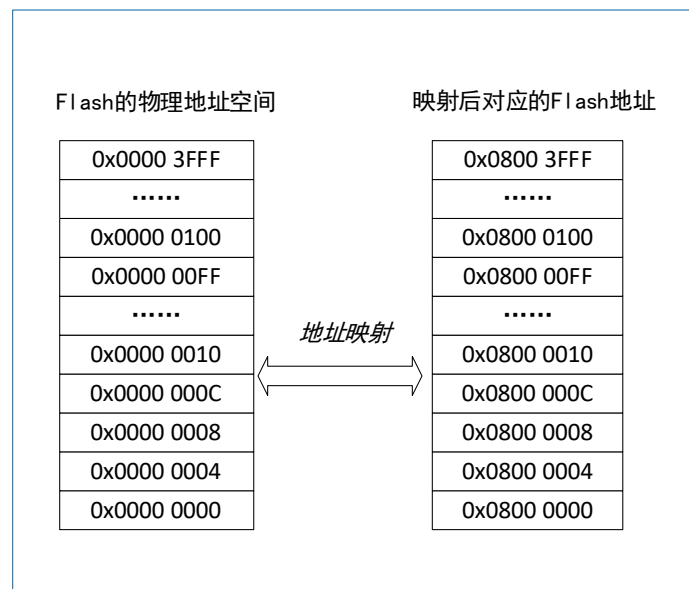 Flash的物理地址空间
映射后对应的Flash地址
0x0000 3FFF
……
0x0000 0100
0x0000 00FF
……
0x0000 0010
0x0000 000C
0x0000 0008
0x0000 0004
0x0000 0000
地址映射
0x0800 3FFF
……
0x0800 0100
0x0800 00FF
……
0x0800 0010
0x0800 000C
0x0800 0008
0x0800 0004
0x0800 0000